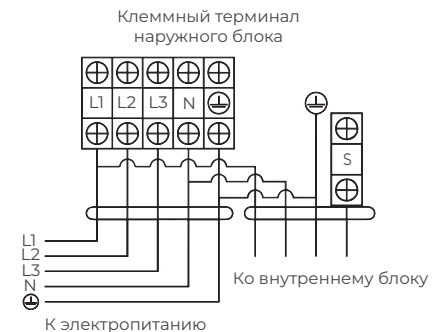 Клеммный терминал
наружного блока
L1 L2 L3 N
S
L1
L2
L3
N
Ко внутреннему блоку
К электропитанию